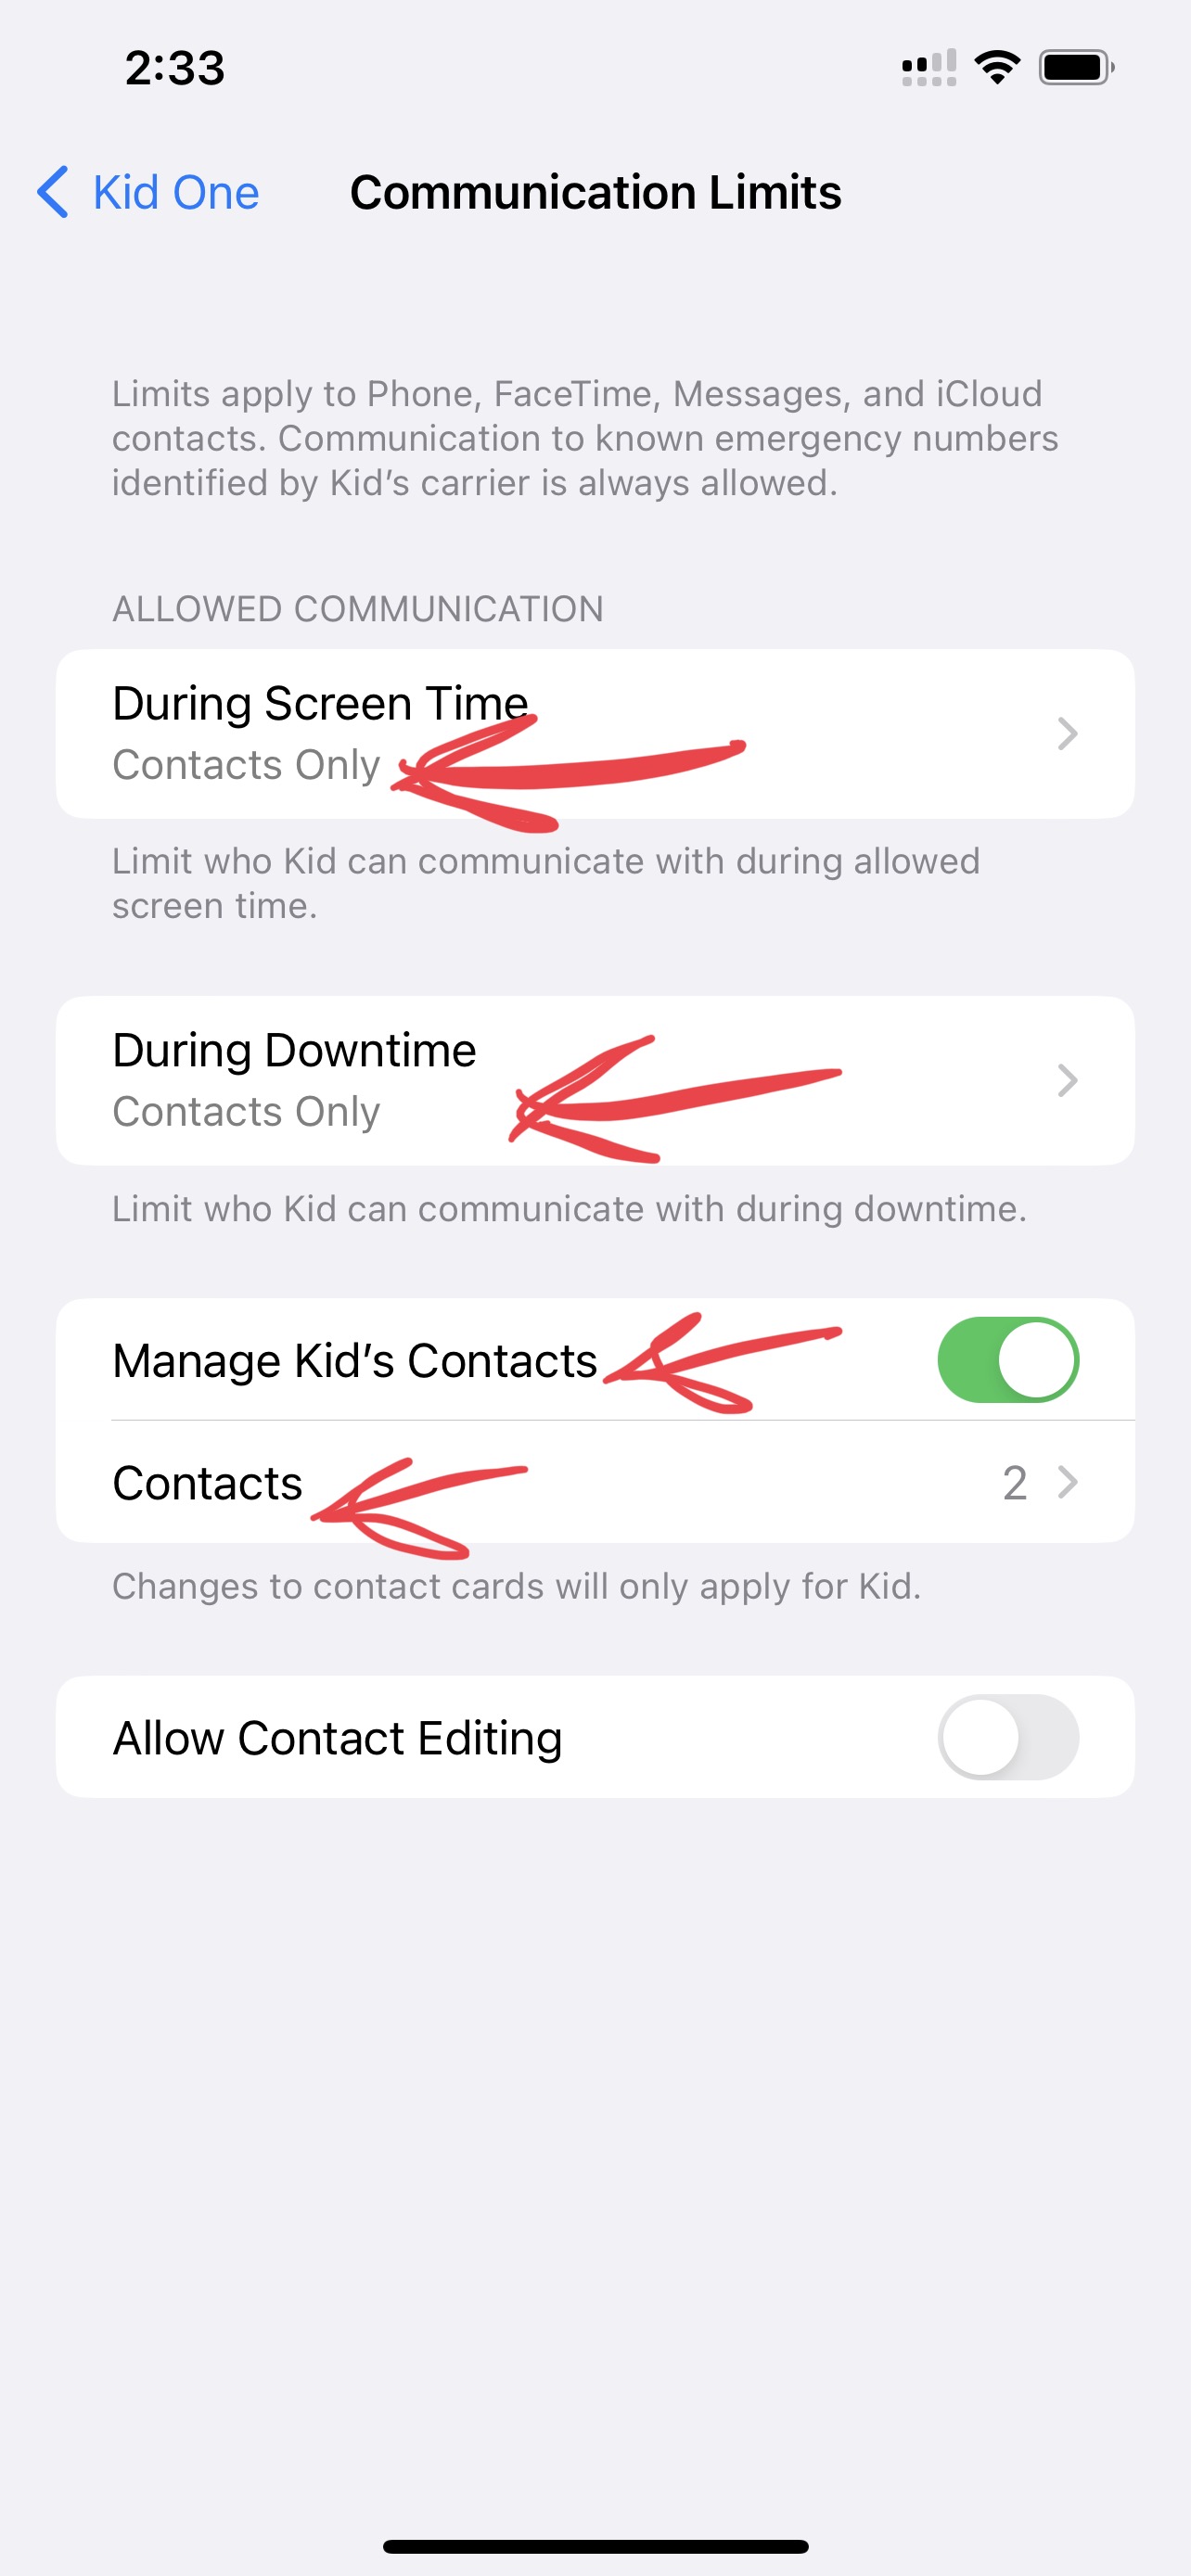 2:33
Kid One
Communication Limits
Limits apply to Phone, FaceTime, Messages, and iCloud
contacts. Communication to known emergency numbers
identified by Kid’s carrier is always allowed.
ALLOWED COMMUNICATION
During Screen Time
Contacts Only
Limit who Kid can communicate with during allowed
screen time.
During Downtime
Contacts Only
Limit who Kid can communicate with during downtime.
Manage Kid’s Contacts
Contacts 2
Changes to contact cards will only apply for Kid.
Allow Contact Editing